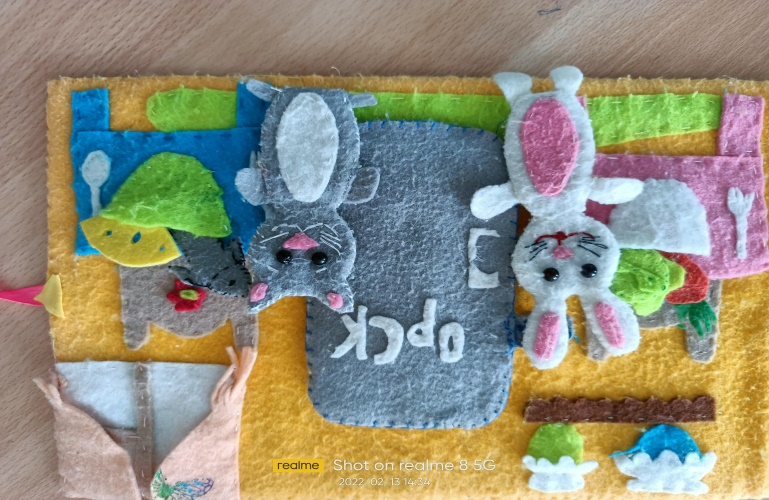 Орск
realme Shot on realme 8 5G
2022. 02. 13 14:34